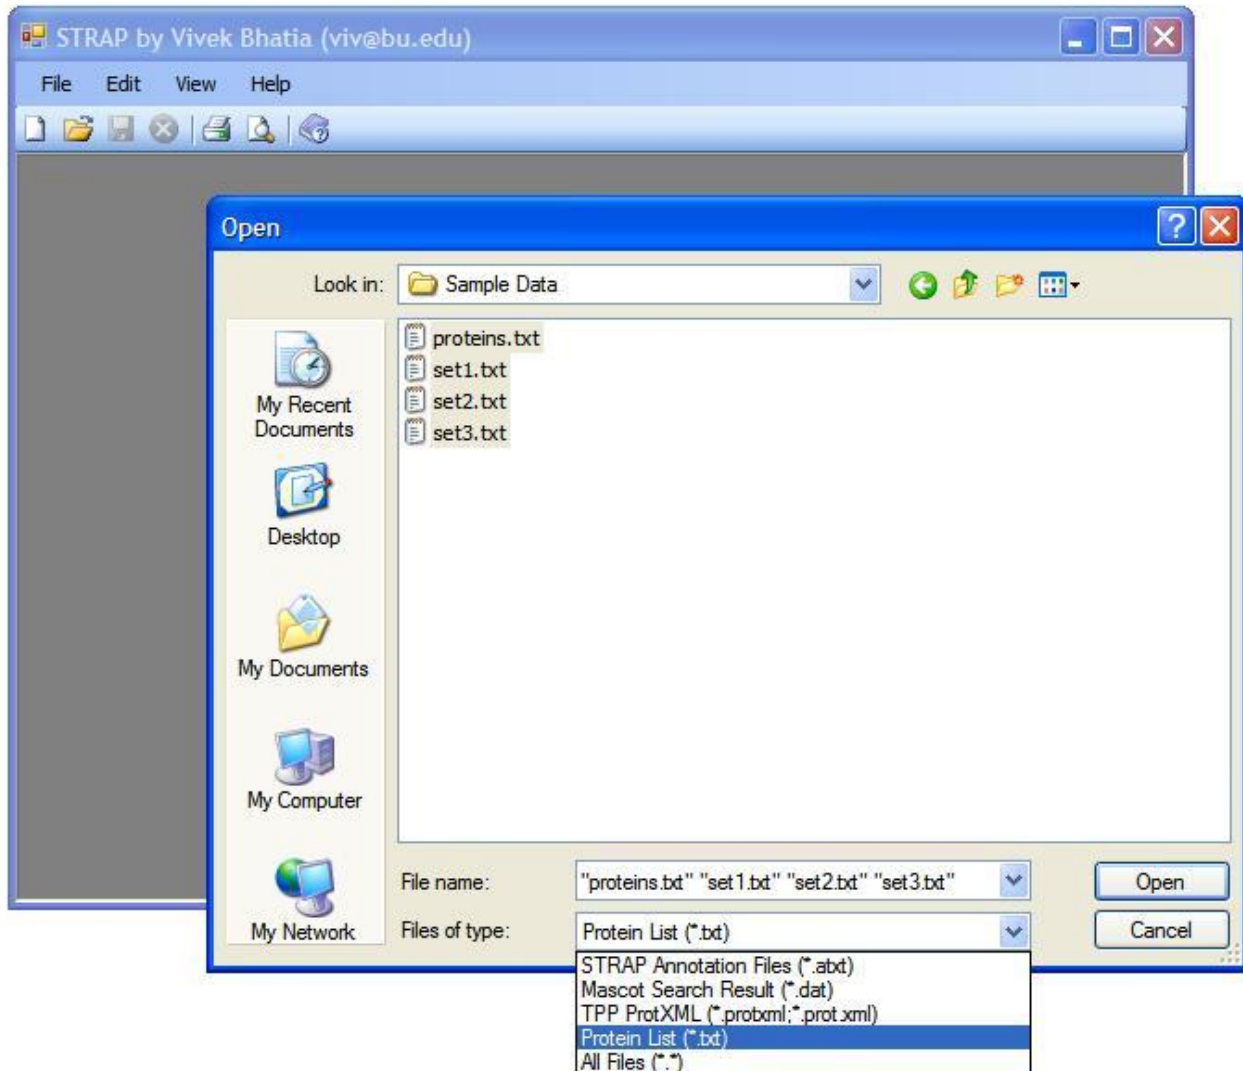 STRAP by Vivek Bhatia (viv@bu.edu)
File Edit View Help
Open
Look in: Sample Data
proteins.txt
set1.txt
set2.txt
set3.txt
My Recent
Documents
Desktop
My Documents
My Computer
My Network
File name: "proteins.txt" "set1.txt" "set2.txt" "set3.txt" Open
Files of type: Protein List (*.txt) Cancel
STRAP Annotation Files (*.abxt)
Mascot Search Result (*.dat)
TPP ProtXML (*.protxml;*.prot.xml)
Protein List (*.txt)
All Files (*.*)